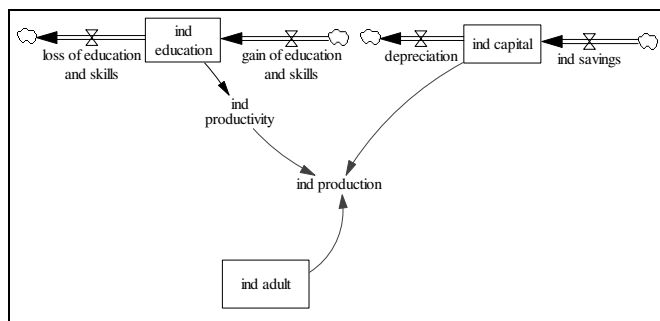 ind
education
loss of education
and skills
gain of education
and skills
ind
productivity
depreciation
ind capital
ind savings
ind production
ind adult